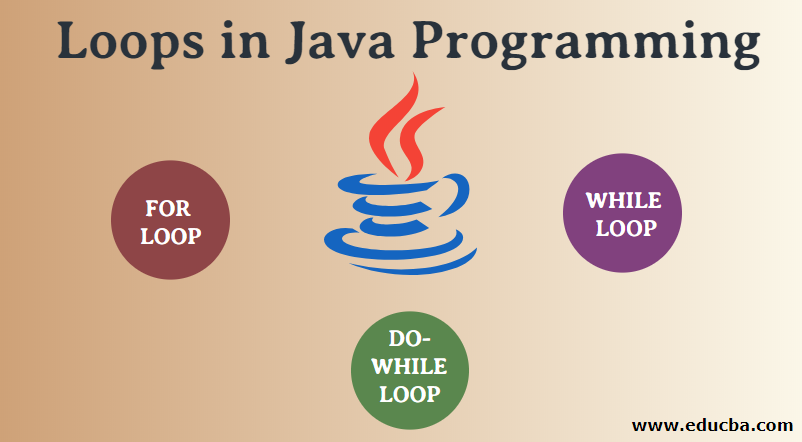 Loops in Java Programming
FOR
LOOP
WHILE
LOOP
DO-
WHILE
LOOP
www.educba.com